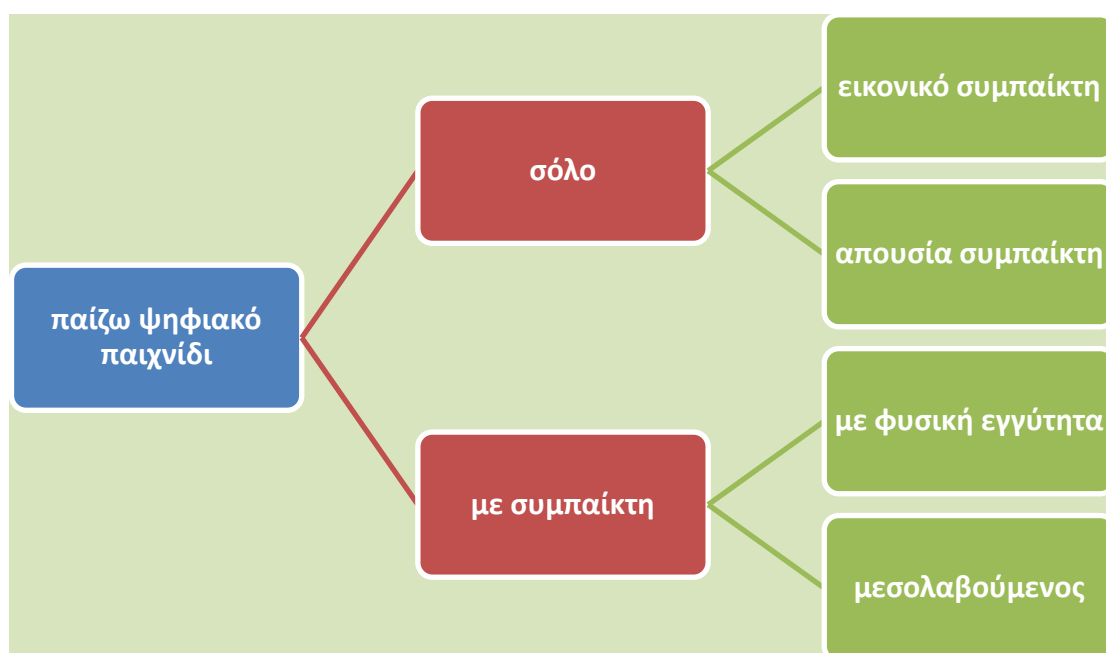 εικονικό συμπαίκτη
σόλο
απουσία συμπαίκτη
παίζω ψηφιακό
παιχνίδι
με φυσική εγγύτητα
με συμπαίκτη
μεσολαβούμενος